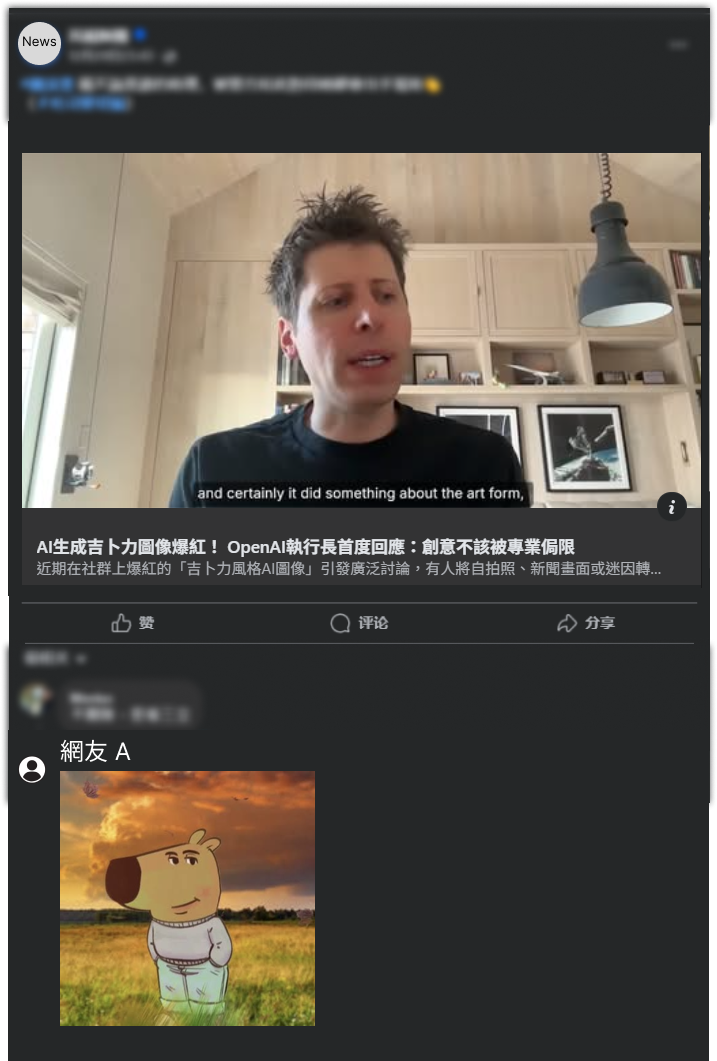 News
and certainly it did something about the art form,
AI生成吉卜力圖像爆紅！ OpenAI執行長首度回應：創意不該被專業侷限
近期在社群上爆紅的「吉卜力風格AI圖像」引發廣泛討論，有人將自拍照、新聞畫面或迷因轉...
赞 评论 分享
網友 A